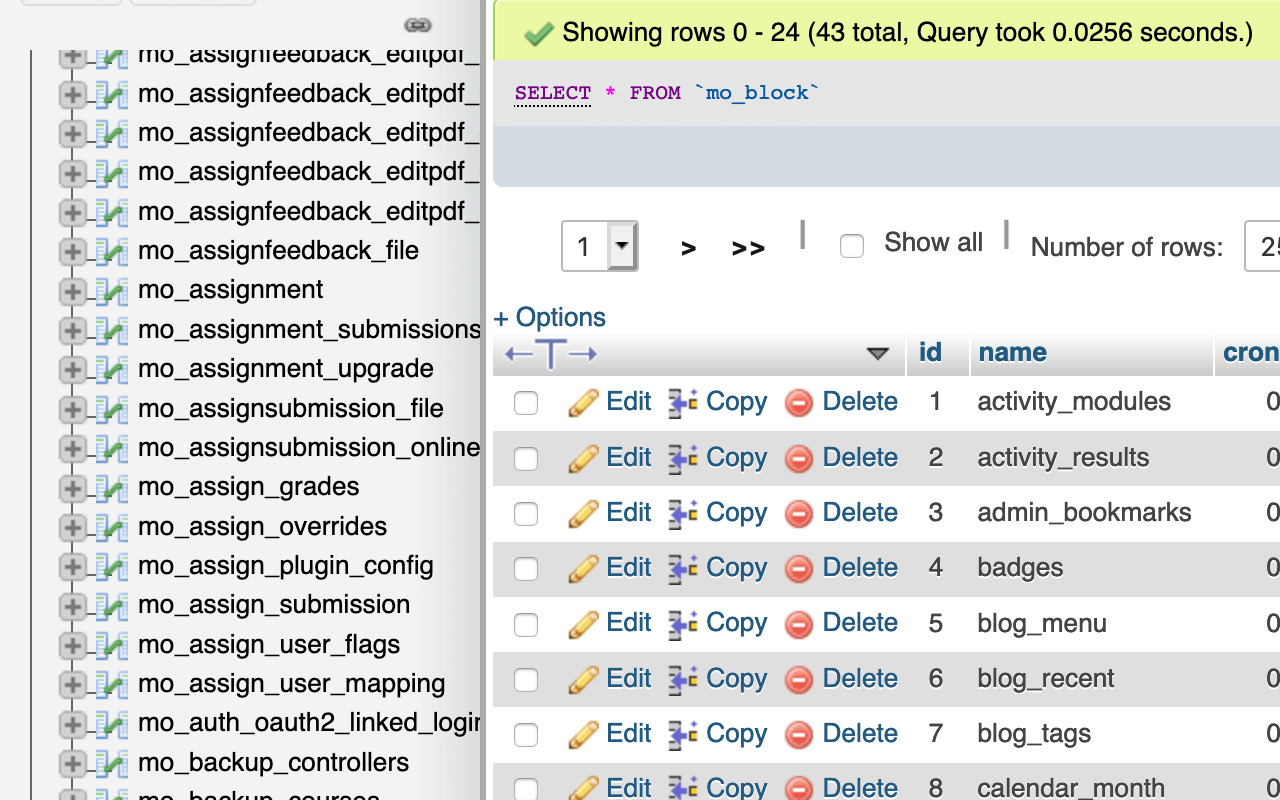 mo_assignfeedback_editpdf_
mo_assignfeedback_editpdf_
mo_assignfeedback_editpdf_
mo_assignfeedback_editpdf_
mo_assignfeedback_editpdf_
mo_assignfeedback_file
mo_assignment
mo_assignment_submissions
mo_assignment_upgrade
mo_assignsubmission_file
mo_assignsubmission_online
mo_assign_grades
mo_assign_overrides
mo_assign_plugin_config
mo_assign_submission
mo_assign_user_flags
mo_assign_user_mapping
mo_auth_oauth2_linked_login
mo_backup_controllers
mo_backup_courses
Showing rows 0 - 24 (43 total, Query took 0.0256 seconds.)
SELECT * FROM `mo_block`
1 > >> Show all Number of rows: 25
+ Options
id name cron
Edit Copy Delete 1 activity_modules 0
Edit Copy Delete 2 activity_results 0
Edit Copy Delete 3 admin_bookmarks 0
Edit Copy Delete 4 badges 0
Edit Copy Delete 5 blog_menu 0
Edit Copy Delete 6 blog_recent 0
Edit Copy Delete 7 blog_tags 0
Edit Copy Delete 8 calendar_month 0